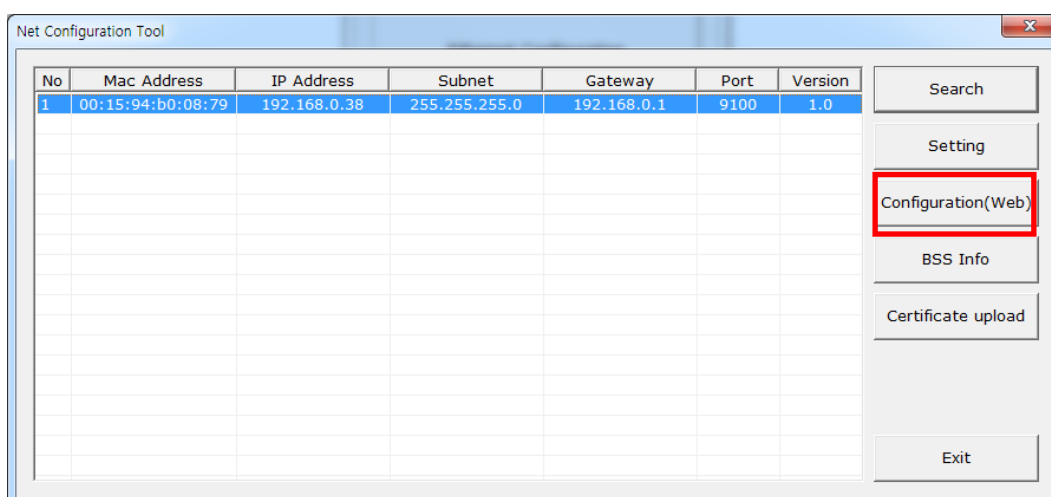 Net Configuration Tool
No Mac Address IP Address Subnet Gateway Port Version
1 00:15:94:b0:08:79 192.168.0.38 255.255.255.0 192.168.0.1 9100 1.0
Search
Setting
Configuration(Web)
BSS Info
Certificate upload
Exit